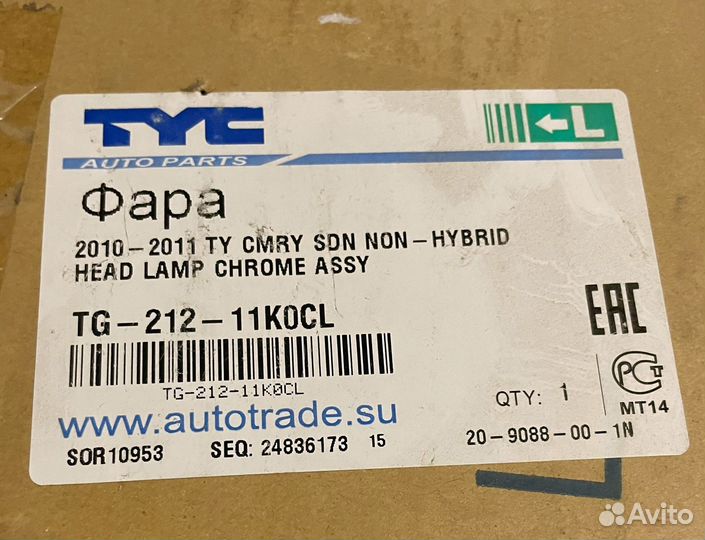 TYC
AUTO PARTS
←L
Фара
2010-2011 TY CMRY SDN NON-HYBRID
HEAD LAMP CHROME ASSY
TG-212-11K0CL
TG-212-11K0CL
EAC
PCT
MT14
QTY: 1
www.autotrade.su
SOR10953 SEQ: 24836173 15
20-9088-00-1N
Avito